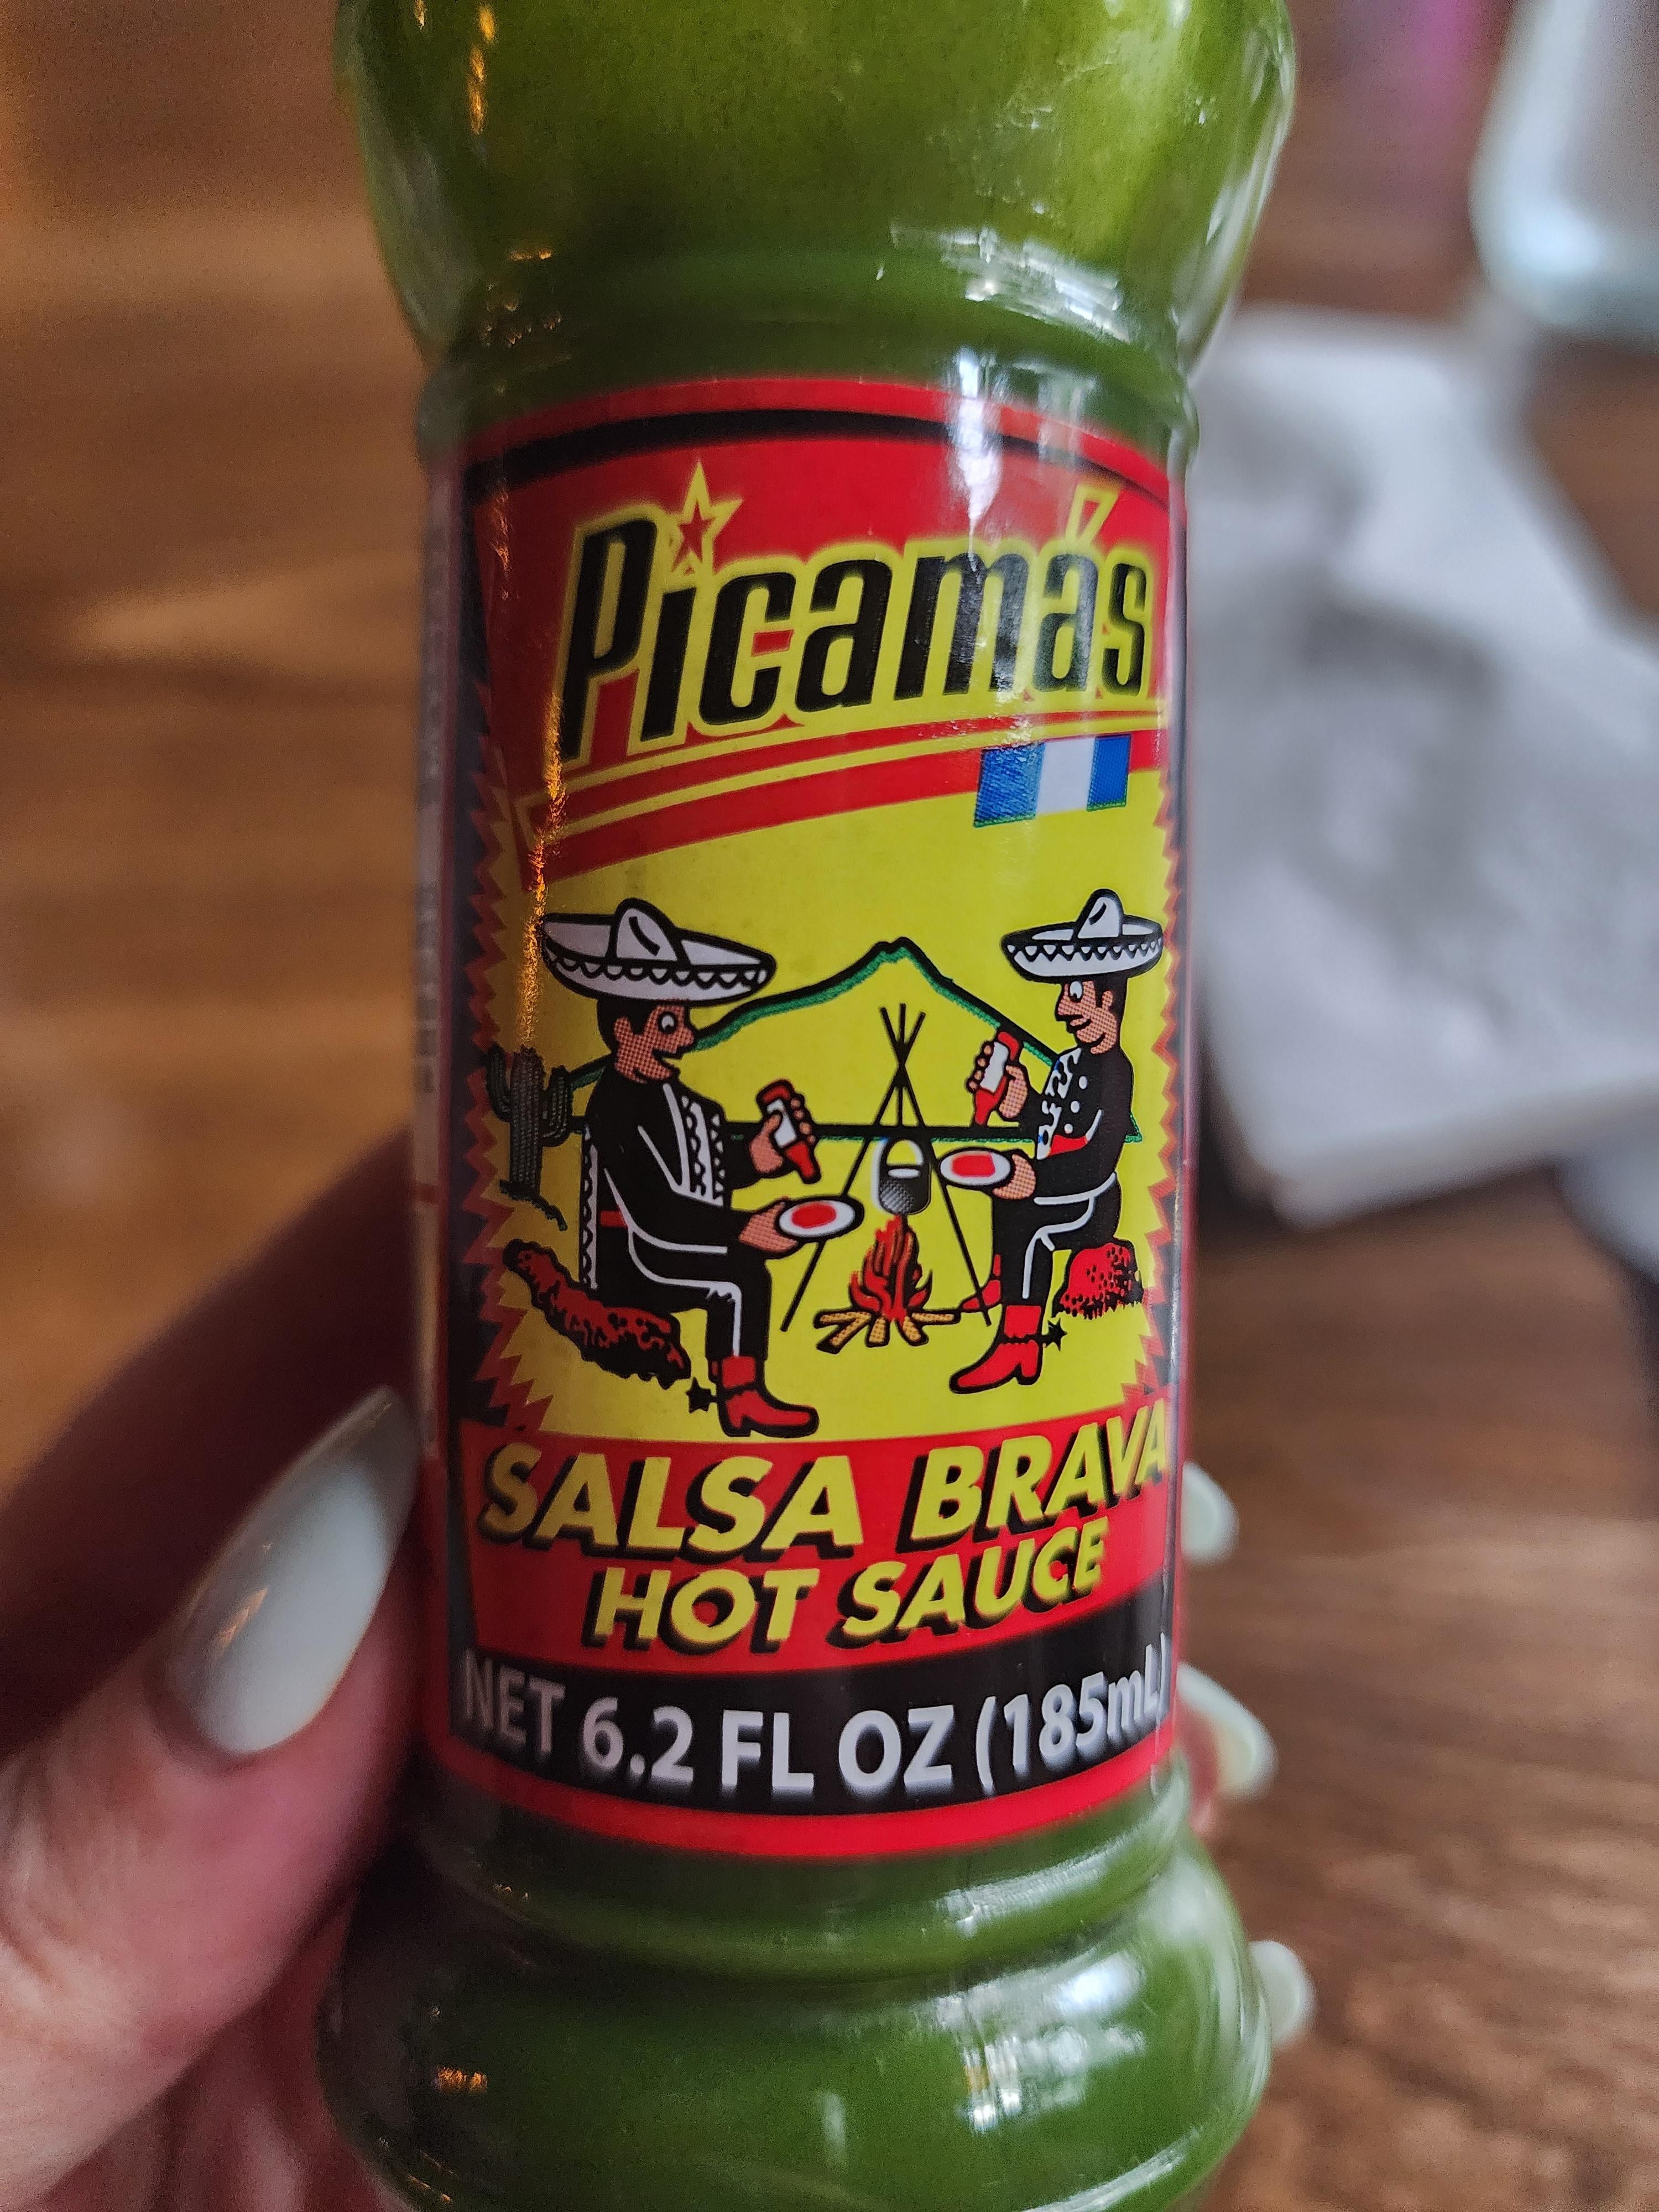 Picamás
SALSA BRAVA
HOT SAUCE
NET 6.2 FL OZ (185mL)